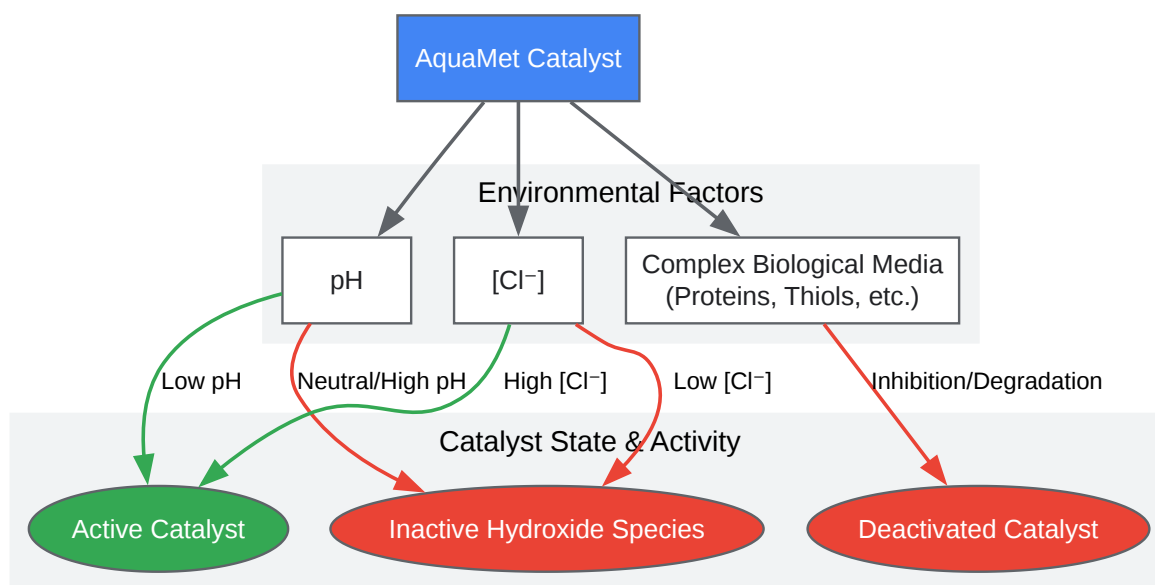 AquaMet Catalyst
Environmental Factors
pH
[Cl⁻]
Complex Biological Media
(Proteins, Thiols, etc.)
Low pH
Neutral/High pH
High [Cl⁻]
Low [Cl⁻]
Inhibition/Degradation
Catalyst State & Activity
Active Catalyst
Inactive Hydroxide Species
Deactivated Catalyst